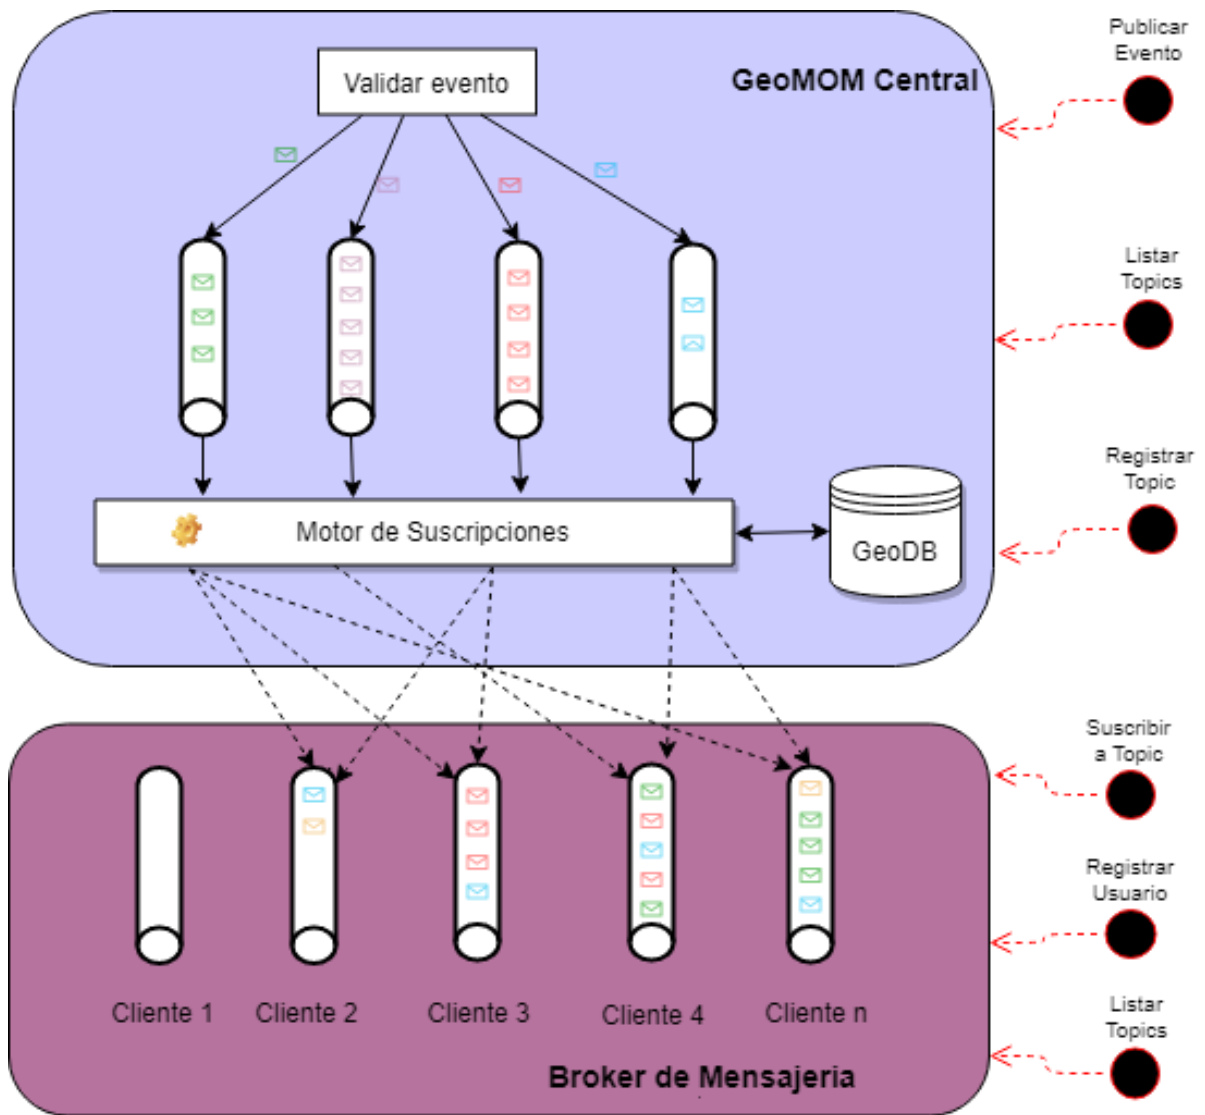 Publicar
Evento
GeoMOM Central
Validar evento
Listar
Topics
Registrar
Topic
Motor de Suscripciones
GeoDB
Suscribir
a Topic
Registrar
Usuario
Cliente 1
Cliente 2
Cliente 3
Cliente 4
Cliente n
Listar
Topics
Broker de Mensajeria